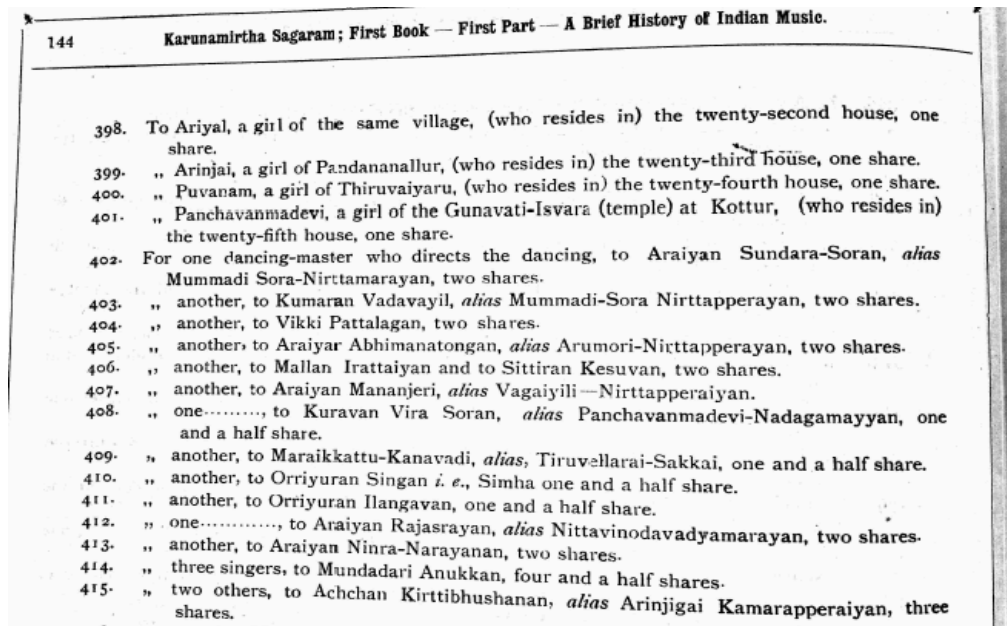 144 Karunamirtha Sagaram; First Book — First Part — A Brief History of Indian Music.
398. To Ariyal, a girl of the same village, (who resides in) the twenty-second house, one
share.
399. ,, Arinjai, a girl of Pandananallur, (who resides in) the twenty-third house, one share.
400. ,, Puvanam, a girl of Thiruvaiyaru, (who resides in) the twenty-fourth house, one share.
401. ,, Panchavanmadevi, a girl of the Gunavati-Isvara (temple) at Kottur, (who resides in)
the twenty-fifth house, one share.
402. For one dancing-master who directs the dancing, to Araiyan Sundara-Soran, alias
Mummadi Sora-Nirttamarayan, two shares.
403. ,, another, to Kumaran Vadavayil, alias Mummadi-Sora Nirttapperayan, two shares.
404. ,, another, to Vikki Pattalagan, two shares.
405. ,, another, to Araiyar Abhimanatongan, alias Arumori-Nirttapperayan, two shares.
406. ,, another, to Mallan Irattaiyan and to Sittiran Kesuvan, two shares.
407. ,, another, to Araiyan Mananjeri, alias Vagaiyili—Nirttapperaiyan.
408. ,, one........., to Kuravan Vira Soran, alias Panchavanmadevi-Nadagamayyan, one
and a half share.
409. ,, another, to Maraikkattu-Kanavadi, alias, Tiruvellarai-Sakkai, one and a half share.
410. ,, another, to Orriyuran Singan i. e., Simha one and a half share.
411. ,, another, to Orriyuran Ilangavan, one and a half share.
412. ,, one............, to Araiyan Rajasrayan, alias Nittavinodavadyamarayan, two shares.
413. ,, another, to Araiyan Ninra-Narayanan, two shares.
414. ,, three singers, to Mundadari Anukkan, four and a half shares.
415. ,, two others, to Achchan Kirttibhushanan, alias Arinjigai Kamarapperaiyan, three
shares.